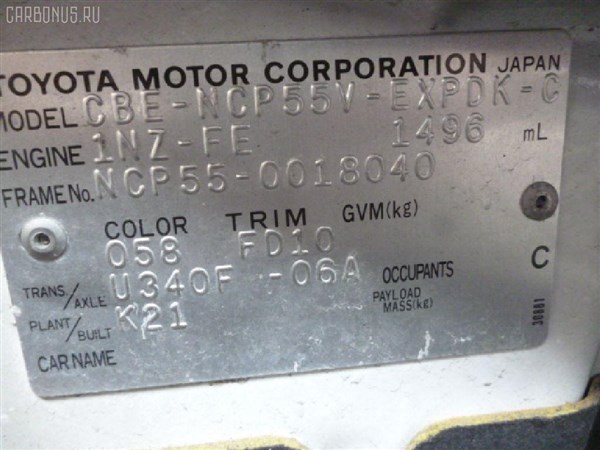 CARBONUS.RU
TOYOTA MOTOR CORPORATION JAPAN
MODEL CBE-NCP55V-EXPDK-C
ENGINE 1NZ-FE 1496 mL
FRAME No. NCP55-0018040
COLOR TRIM GVM(kg)
058 FD10
TRANS./AXLE U340F -06A OCCUPANTS C
PLANT/BUILT K21 PAYLOAD MASS(kg)
CAR NAME
30881